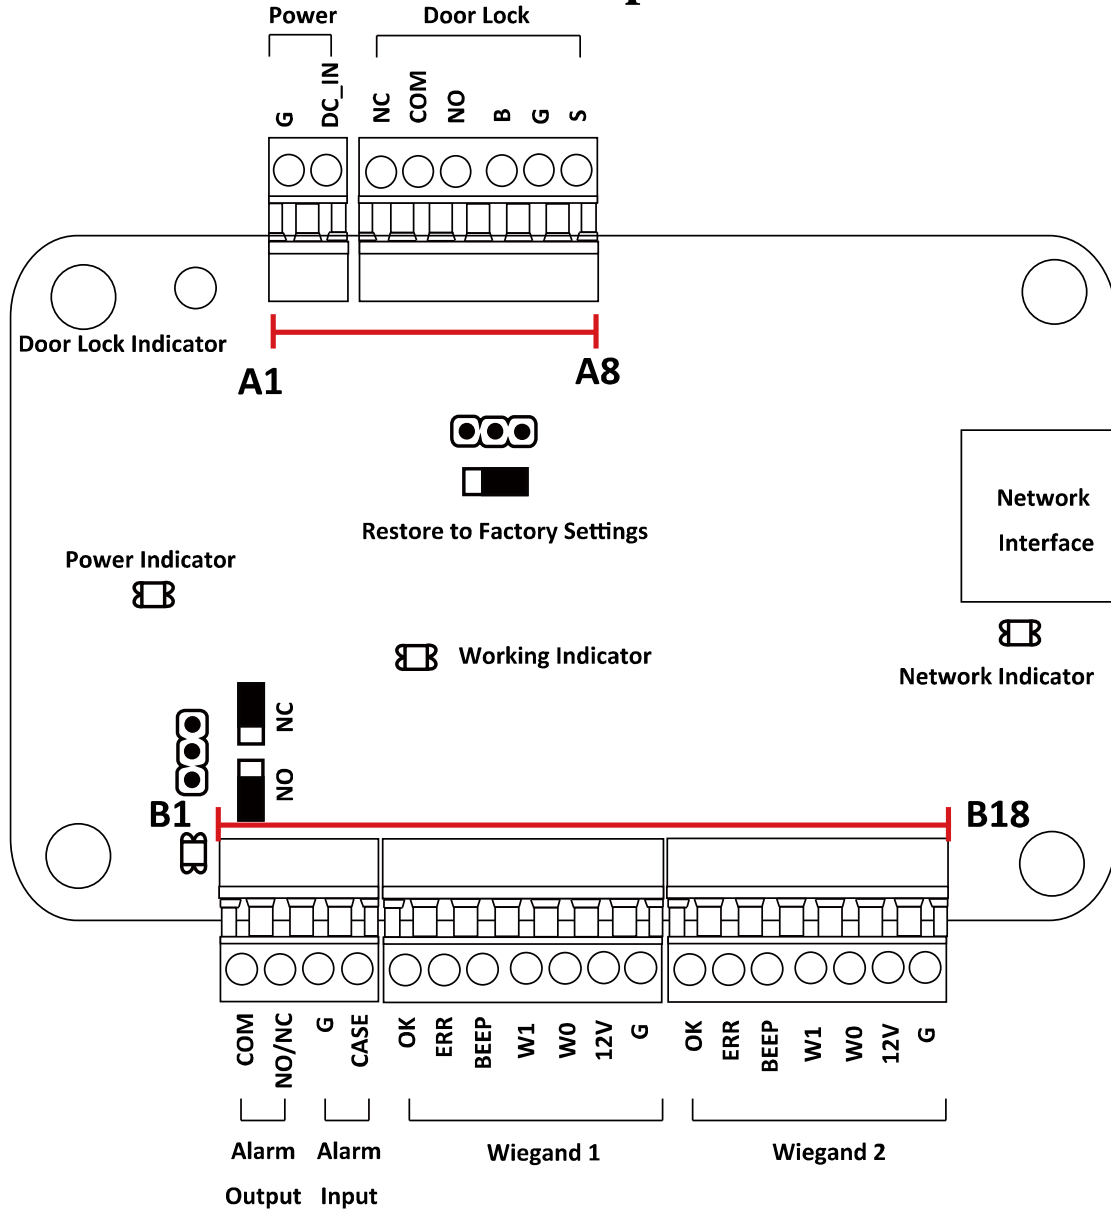 Power Door Lock
G DC_IN NC COM NO B G S
Door Lock Indicator
A1 A8
Restore to Factory Settings
Network
Interface
Power Indicator
Working Indicator
Network Indicator
NC
NO
B1 B18
COM NO/NC G CASE OK ERR BEEP W1 W0 12V G OK ERR BEEP W1 W0 12V G
Alarm Alarm Wiegand 1 Wiegand 2
Output Input